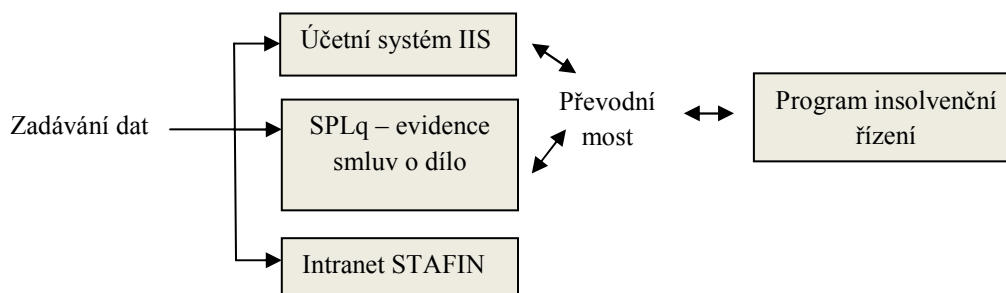 Zadávání dat
Účetní systém IIS
SPLq – evidence
smluv o dílo
Intranet STAFIN
Převodní
most
Program insolvenční
řízení